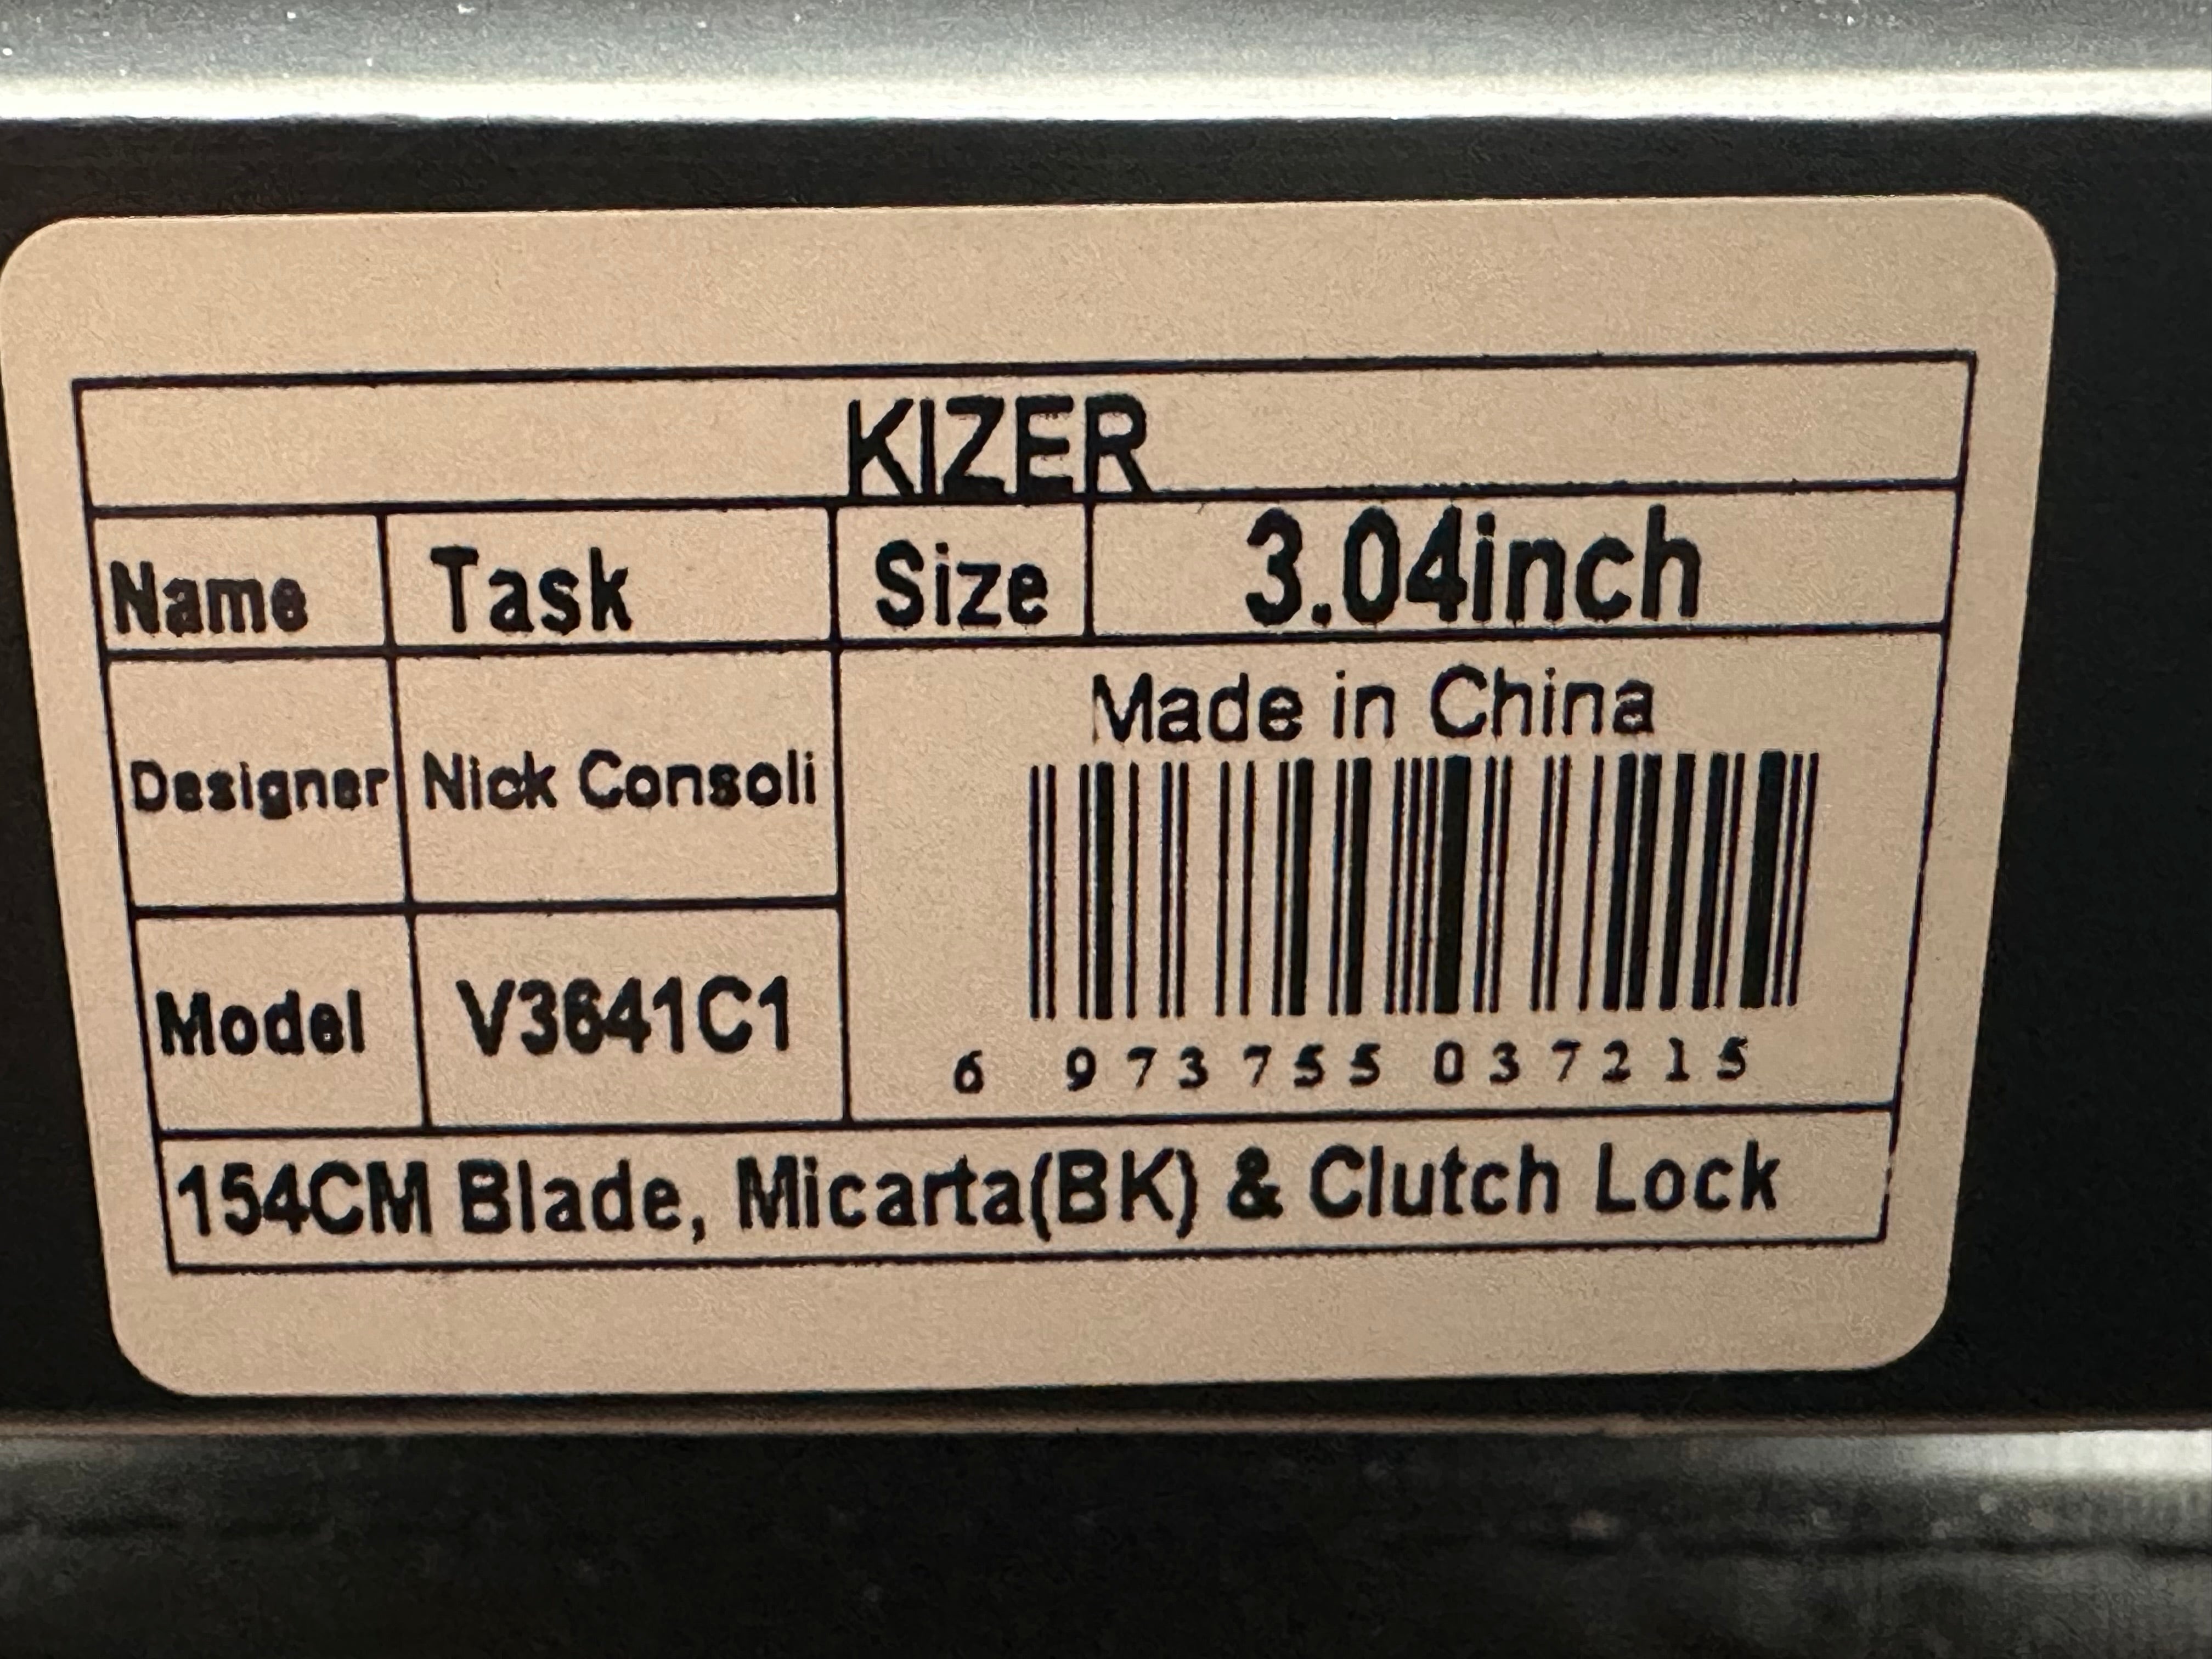 KIZER
Name Task Size 3.04inch
Made in China
Designer Nick Consoli
Model V3641C1
6 973755 037215
154CM Blade, Micarta(BK) & Clutch Lock